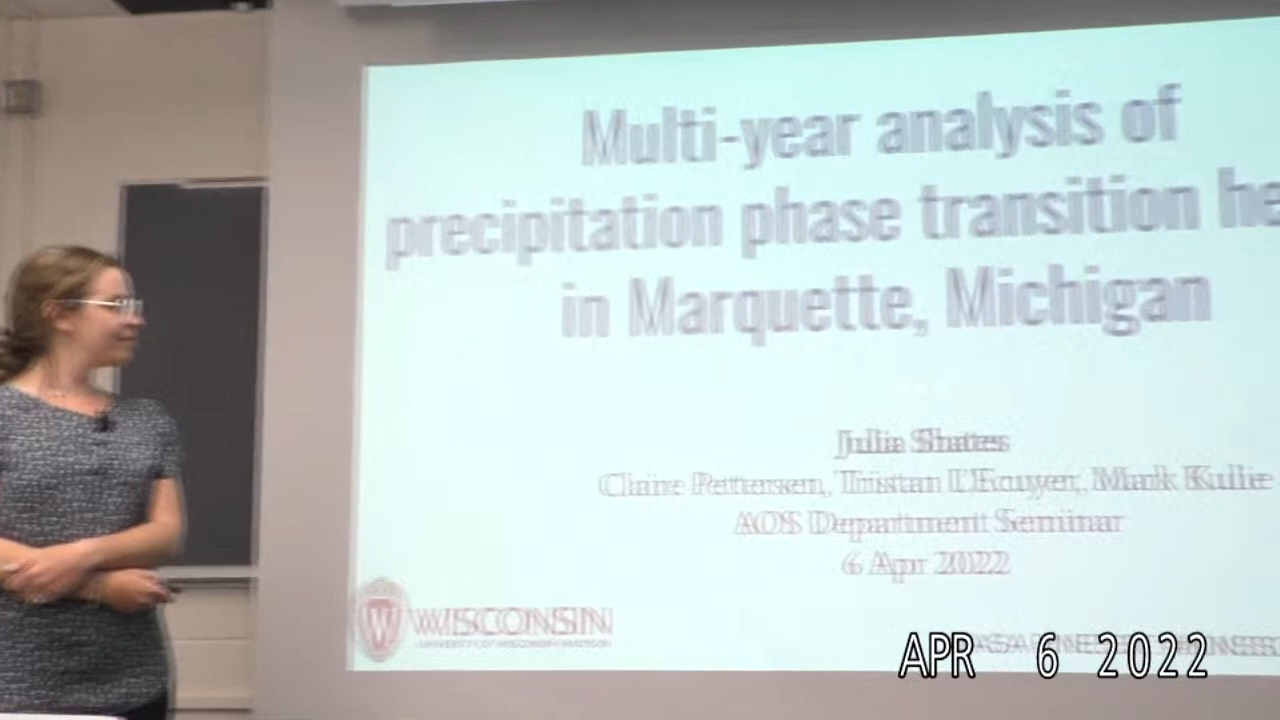 Multi-year analysis of
precipitation phase transition he
in Marquette, Michigan
Julia Shates
Claire Pettersen, Tristan L'Ecuyer, Mark Kulie
AOS Department Seminar
6 Apr 2022
W WISCONSIN
UNIVERSITY OF WISCONSIN-MADISON
APR 6 2022